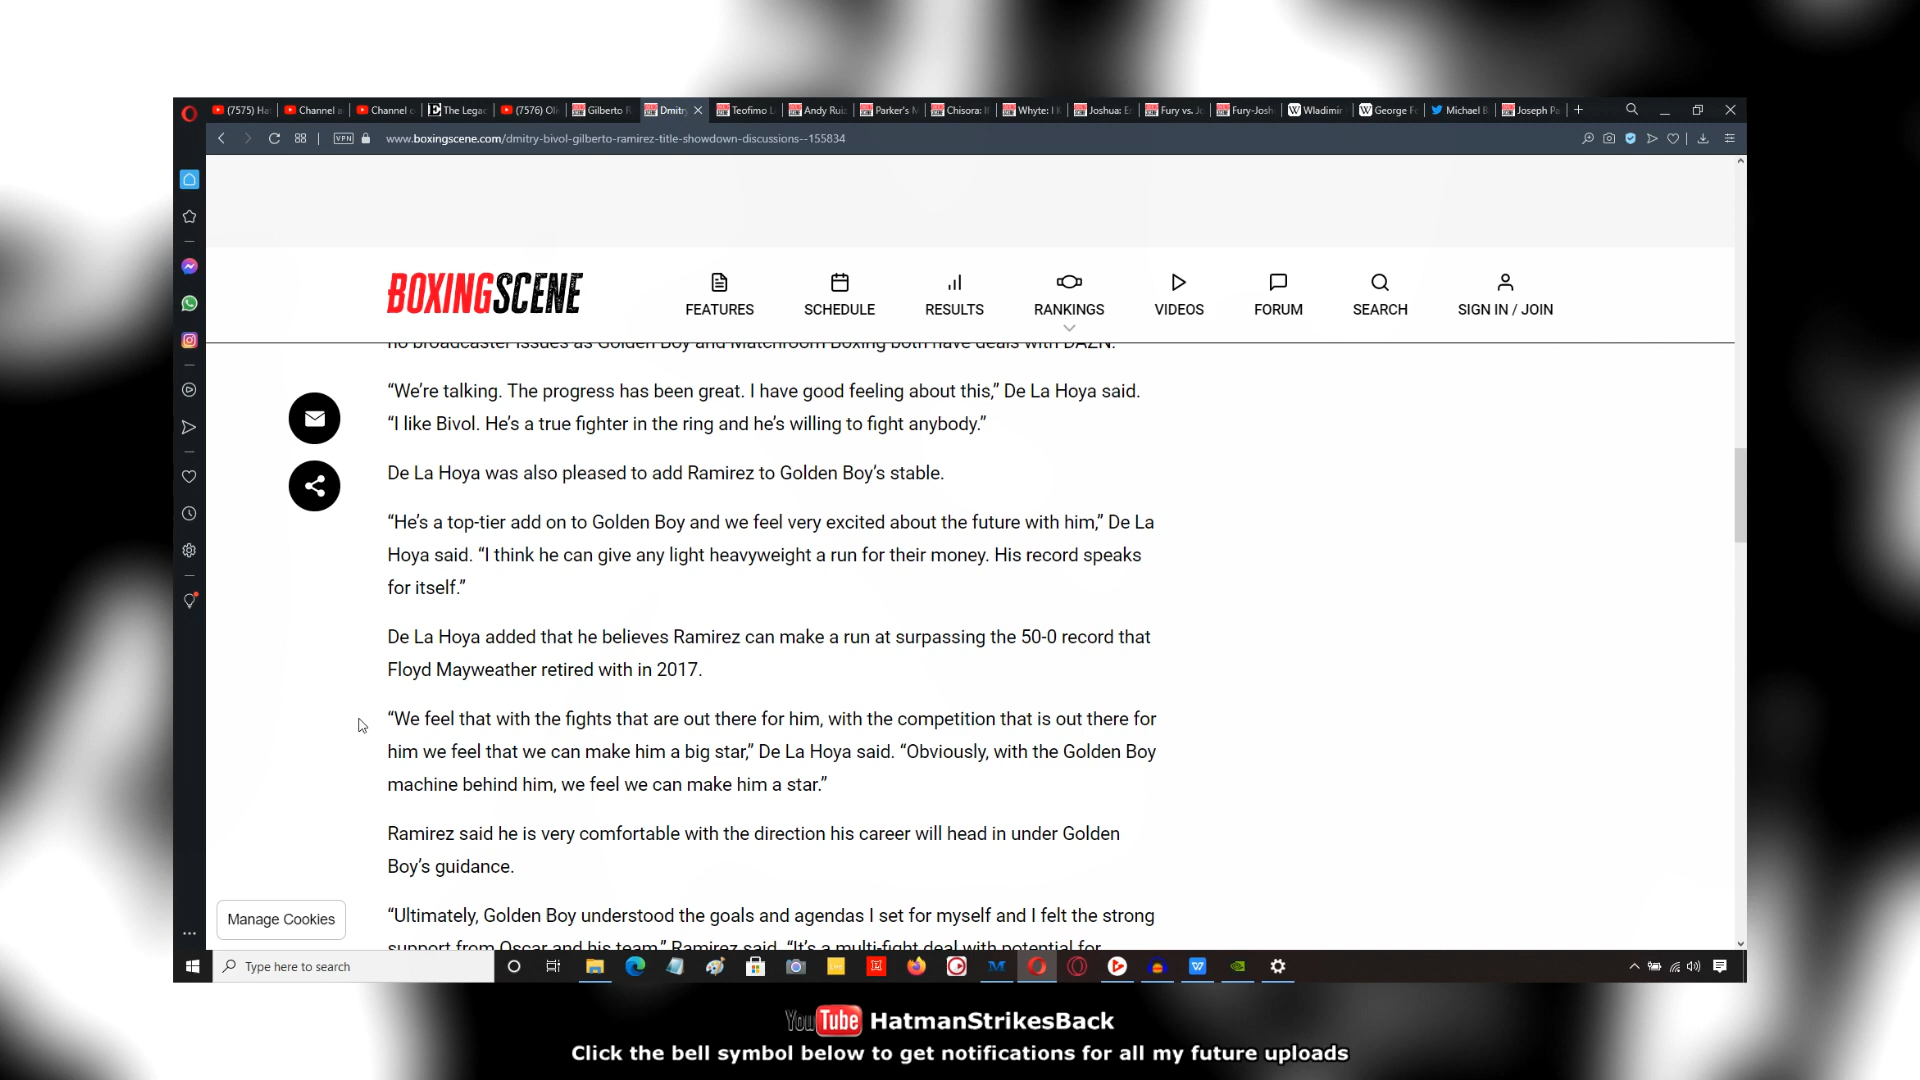 (7575) Ha
Channel a
Channel c
The Legac
(7576) Oli
Gilberto R
Dmitry
Teofimo L
Andy Ruiz
Parker's M
Chisora: If
Whyte: I K
Joshua: E
Fury vs. Jo
Fury-Josh
Wladimir
George Fo
Michael B
Joseph Pa
VPN
www.boxingscene.com/dmitry-bivol-gilberto-ramirez-title-showdown-discussions--155834
BOXINGSCENE
FEATURES
SCHEDULE
RESULTS
RANKINGS
VIDEOS
FORUM
SEARCH
SIGN IN / JOIN
no broadcaster issues as Golden Boy and Matchroom Boxing both have deals with DAZN.
“We’re talking. The progress has been great. I have good feeling about this,” De La Hoya said.
“I like Bivol. He’s a true fighter in the ring and he’s willing to fight anybody.”
De La Hoya was also pleased to add Ramirez to Golden Boy’s stable.
“He’s a top-tier add on to Golden Boy and we feel very excited about the future with him,” De La
Hoya said. “I think he can give any light heavyweight a run for their money. His record speaks
for itself.”
De La Hoya added that he believes Ramirez can make a run at surpassing the 50-0 record that
Floyd Mayweather retired with in 2017.
“We feel that with the fights that are out there for him, with the competition that is out there for
him we feel that we can make him a big star,” De La Hoya said. “Obviously, with the Golden Boy
machine behind him, we feel we can make him a star.”
Ramirez said he is very comfortable with the direction his career will head in under Golden
Boy’s guidance.
“Ultimately, Golden Boy understood the goals and agendas I set for myself and I felt the strong
support from Oscar and his team,” Ramirez said. “It’s a multi-fight deal with potential for
Manage Cookies
Type here to search
YouTube HatmanStrikesBack
Click the bell symbol below to get notifications for all my future uploads